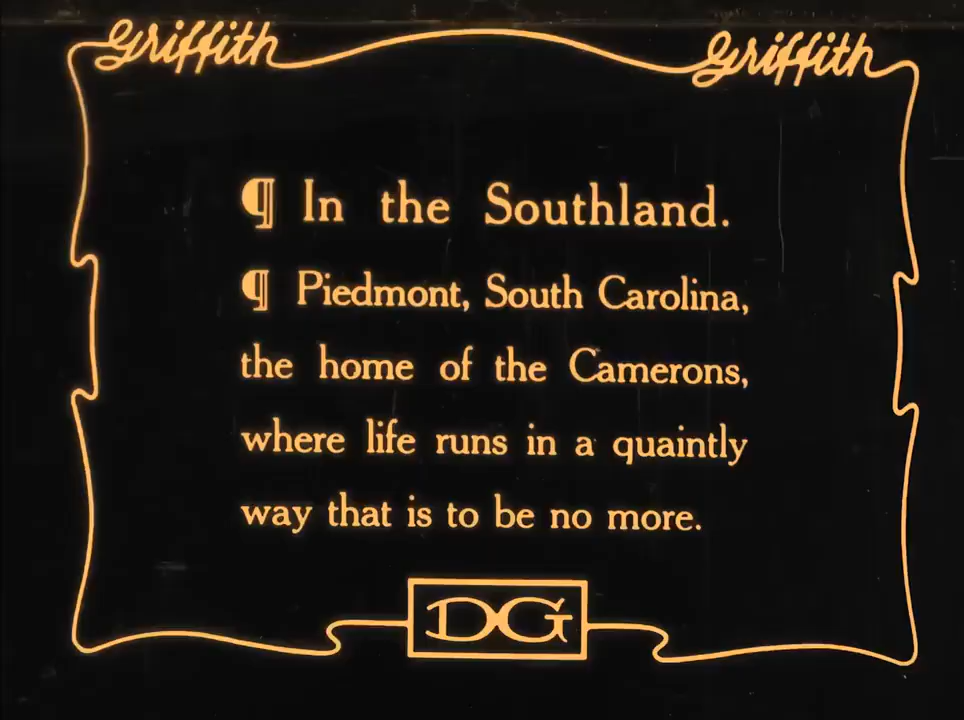 Griffith Griffith
¶ In the Southland.
¶ Piedmont, South Carolina,
the home of the Camerons,
where life runs in a quaintly
way that is to be no more.
DG